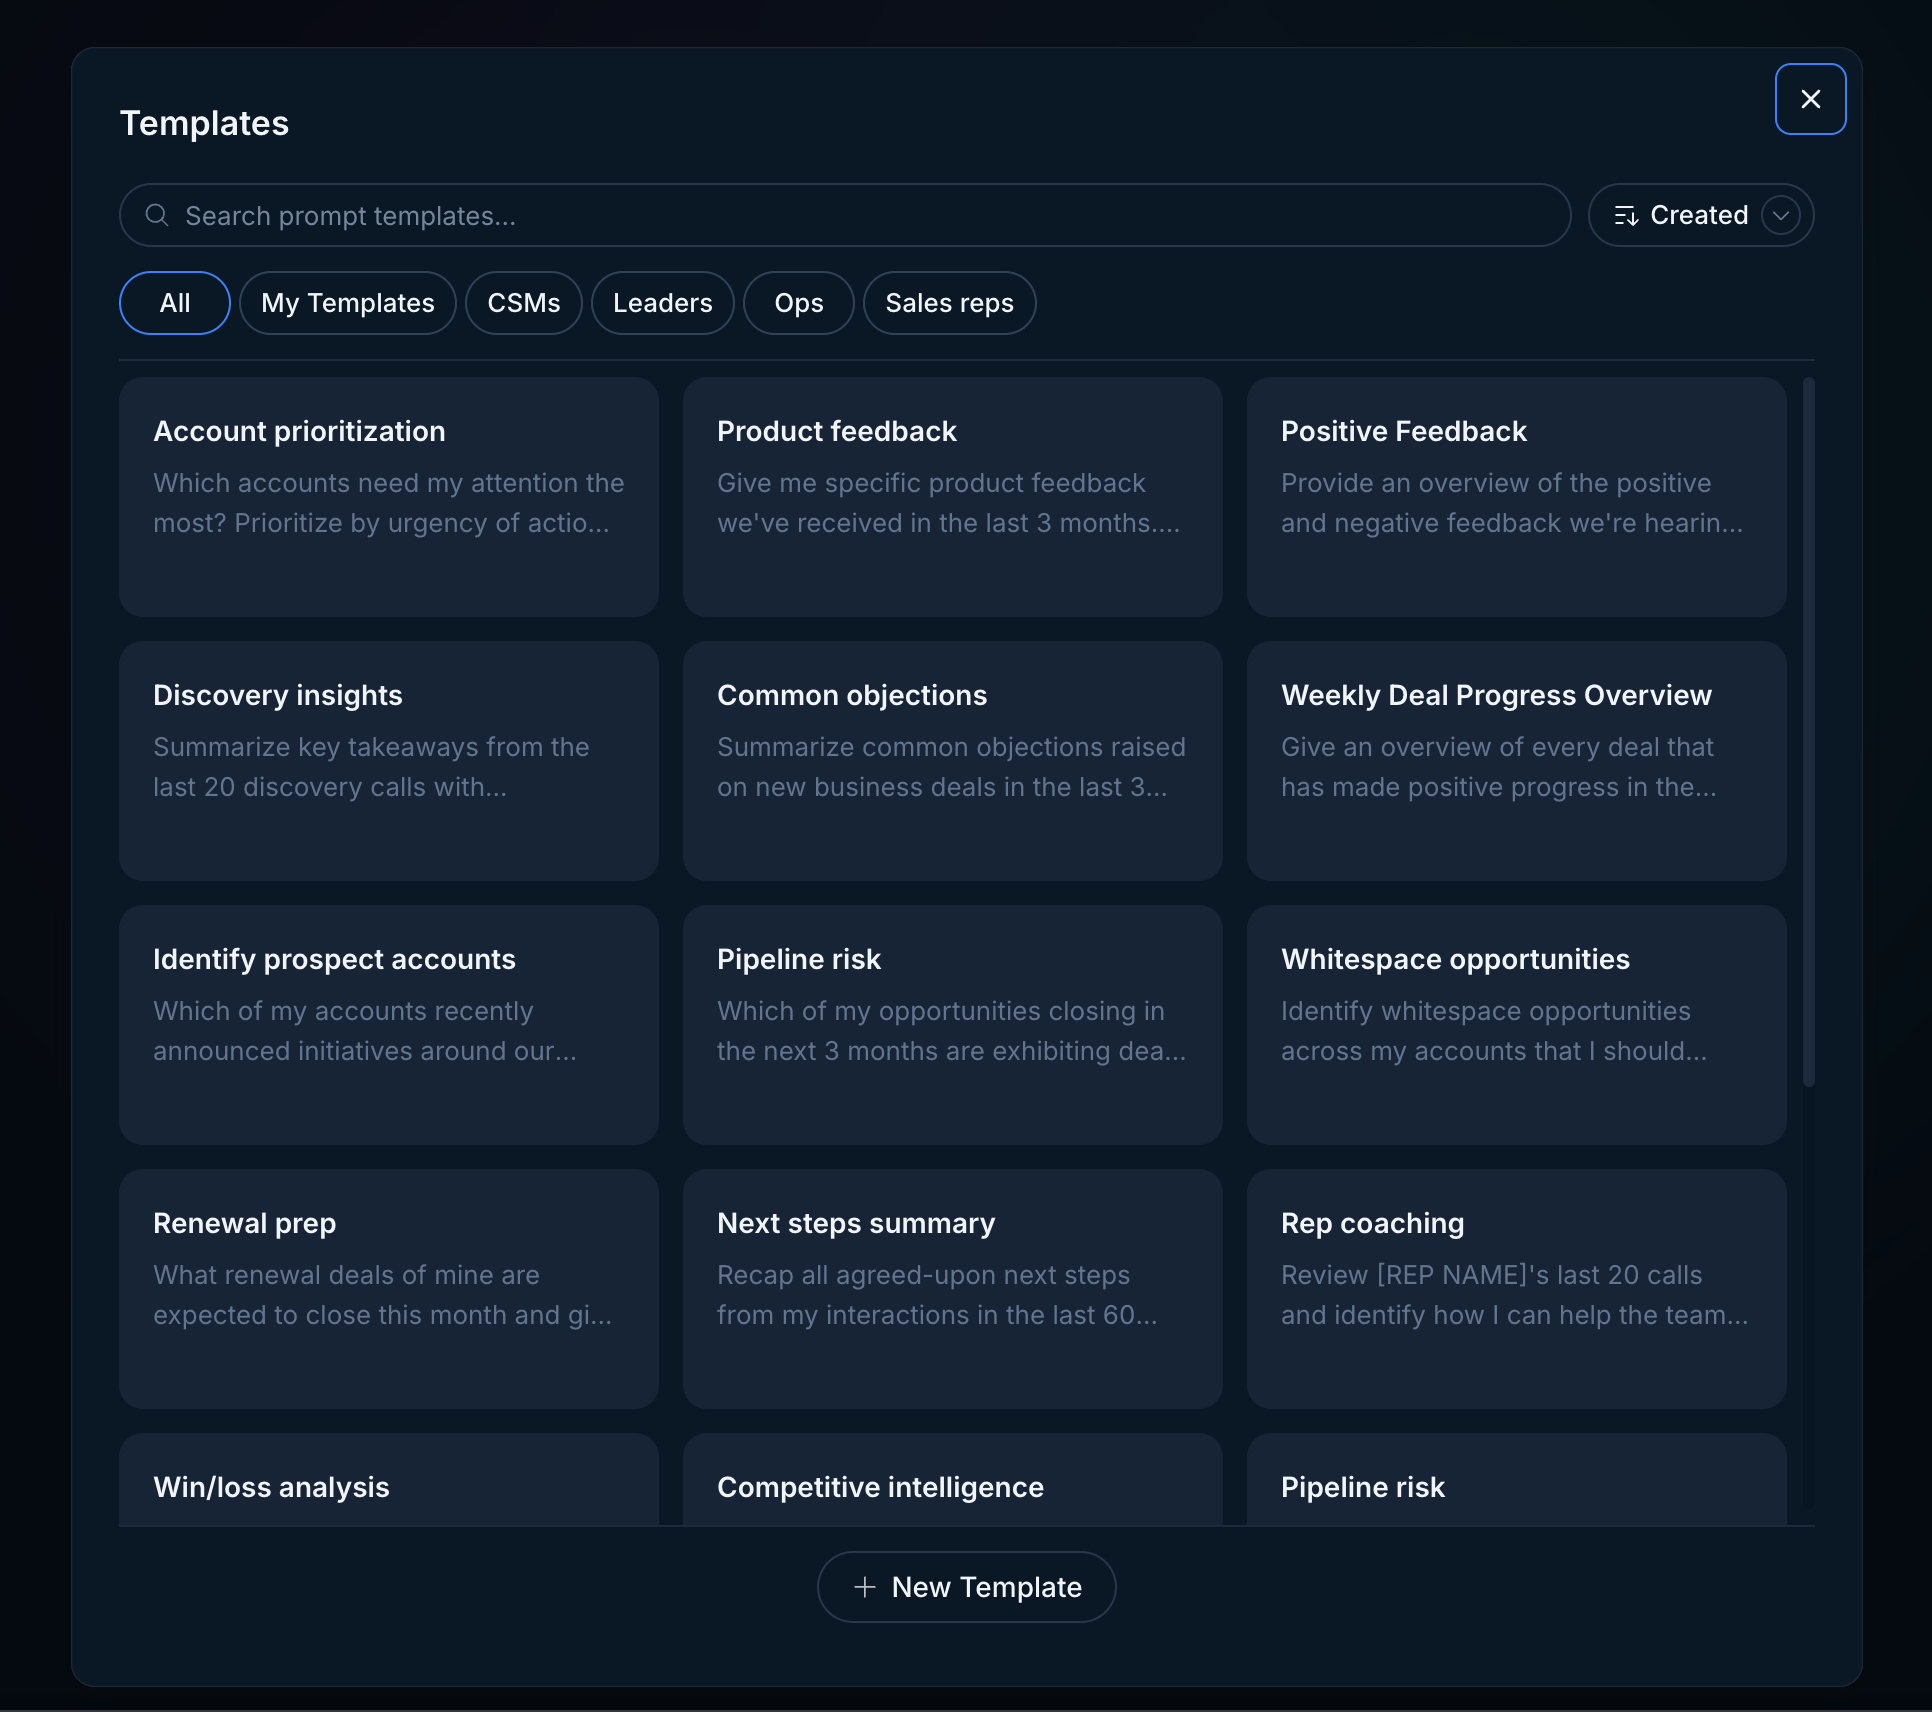 Templates
Search prompt templates...
Created
All
My Templates
CSMs
Leaders
Ops
Sales reps
Account prioritization
Which accounts need my attention the
most? Prioritize by urgency of actio...
Product feedback
Give me specific product feedback
we've received in the last 3 months....
Positive Feedback
Provide an overview of the positive
and negative feedback we're hearin...
Discovery insights
Summarize key takeaways from the
last 20 discovery calls with...
Common objections
Summarize common objections raised
on new business deals in the last 3...
Weekly Deal Progress Overview
Give an overview of every deal that
has made positive progress in the...
Identify prospect accounts
Which of my accounts recently
announced initiatives around our...
Pipeline risk
Which of my opportunities closing in
the next 3 months are exhibiting dea...
Whitespace opportunities
Identify whitespace opportunities
across my accounts that I should...
Renewal prep
What renewal deals of mine are
expected to close this month and gi...
Next steps summary
Recap all agreed-upon next steps
from my interactions in the last 60...
Rep coaching
Review [REP NAME]'s last 20 calls
and identify how I can help the team...
Win/loss analysis
Competitive intelligence
Pipeline risk
New Template